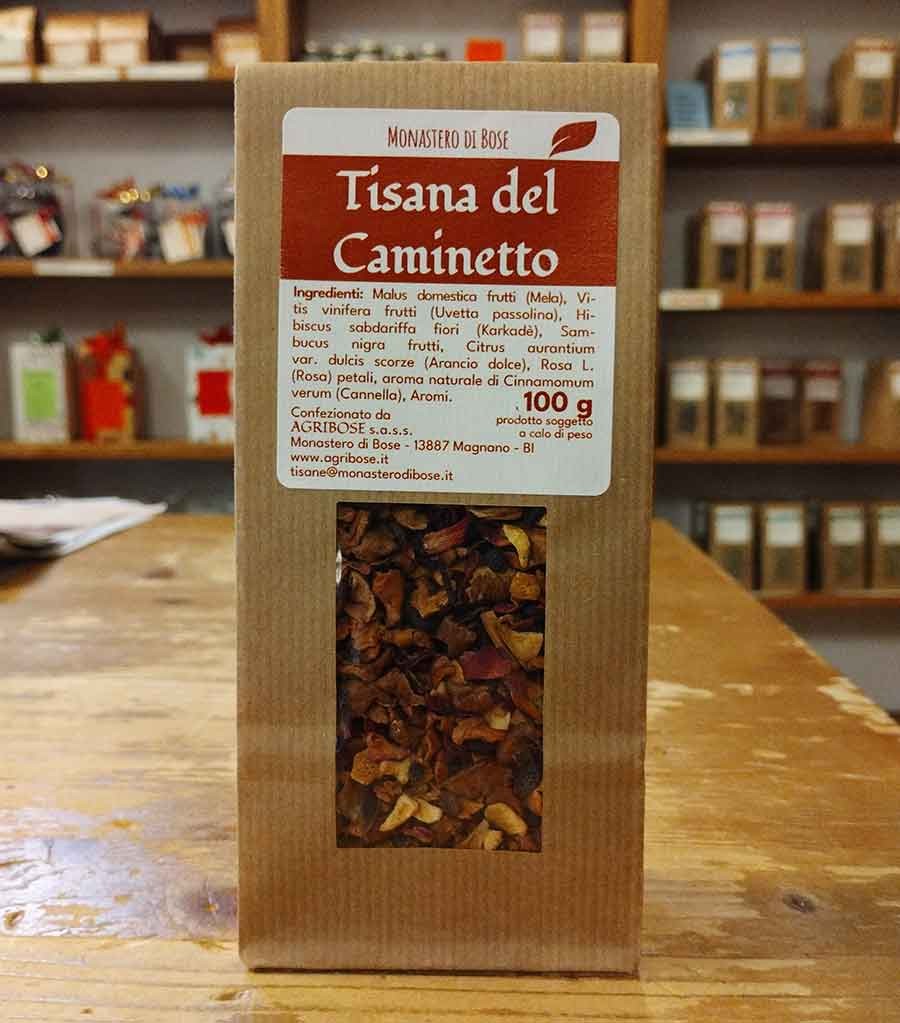 MONASTERO DI BOSE
Tisana del
Caminetto
Ingredienti: Malus domestica frutti (Mela), Vi-
tis vinifera frutti (Uvetta passolina), Hi-
biscus sabdariffa fiori (Karkadè), Sam-
bucus nigra frutti, Citrus aurantium
var. dulcis scorze (Arancio dolce), Rosa L.
(Rosa) petali, aroma naturale di Cinnamomum
verum (Cannella), Aromi.
100 g
prodotto soggetto
a calo di peso
Confezionato da
AGRIBOSE s.a.s.s.
Monastero di Bose - 13887 Magnano - BI
www.agribose.it
tisane@monasterodibose.it